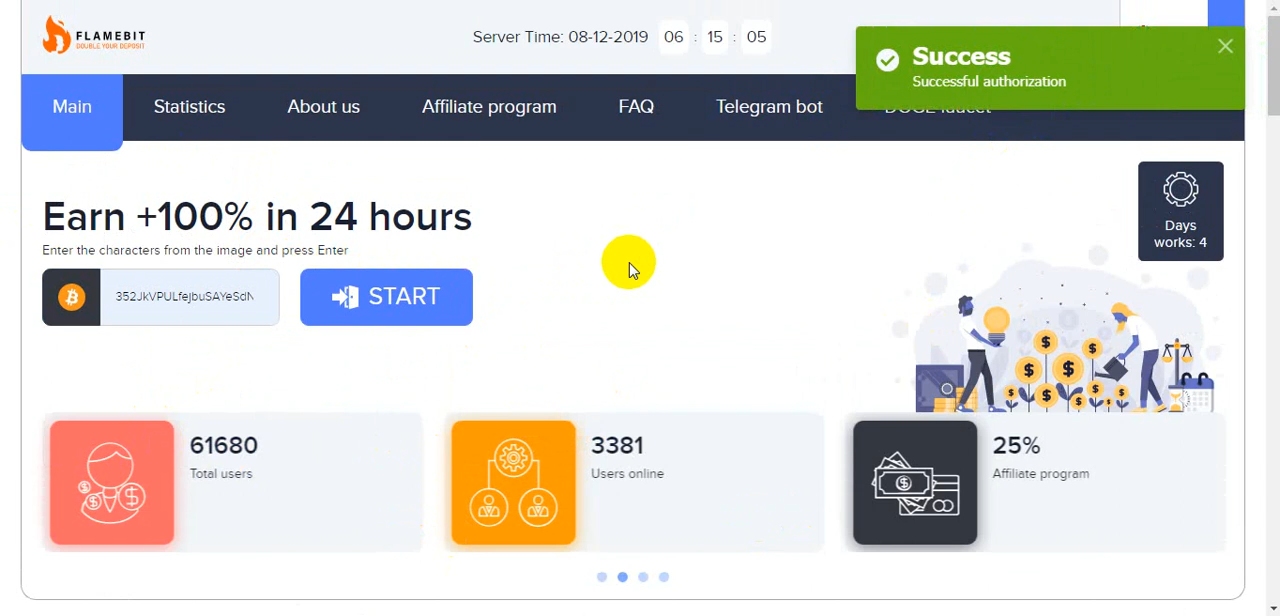 FLAMEBIT
DOUBLE YOUR DEPOSIT
Server Time: 08-12-2019 06 : 15 : 05
Success
Successful authorization
Main
Statistics
About us
Affiliate program
FAQ
Telegram bot
DOGE faucet
Earn +100% in 24 hours
Enter the characters from the image and press Enter
352JkVPULfejbuSAYeSdN
START
Days
works: 4
61680
Total users
3381
Users online
25%
Affiliate program